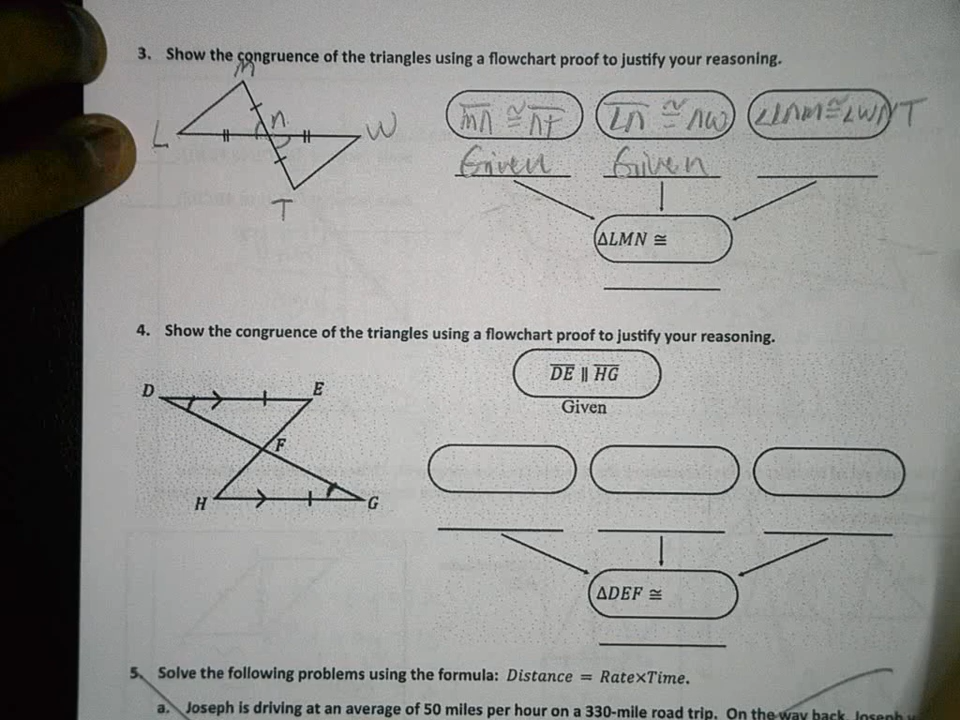 3. Show the congruence of the triangles using a flowchart proof to justify your reasoning.
M
L
n
W
T
MN ≅ NT
LN ≅ NW
∠LNM≅∠WNT
Given
Given
ΔLMN ≅
4. Show the congruence of the triangles using a flowchart proof to justify your reasoning.
DE ∥ HG
Given
D
E
F
H
G
ΔDEF ≅
5. Solve the following problems using the formula: Distance = Rate×Time.
a. Joseph is driving at an average of 50 miles per hour on a 330-mile road trip. On the way back, Joseph